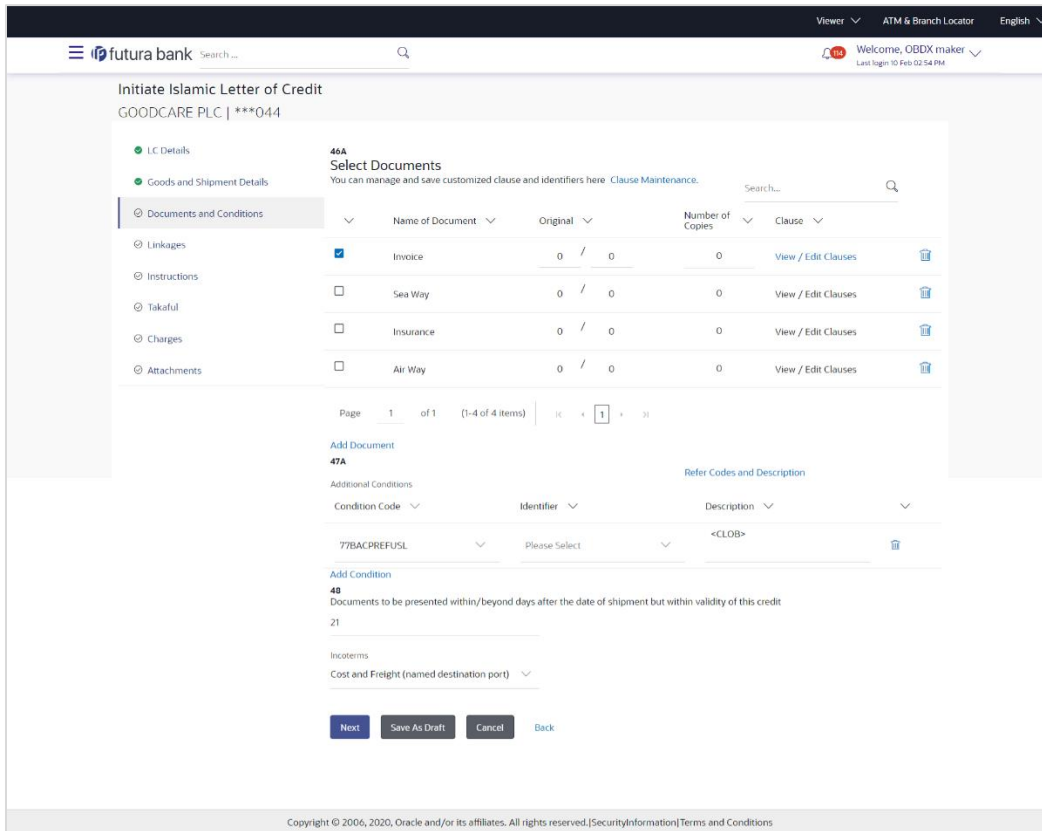 Viewer ATM & Branch Locator English
futura bank Search... 114 Welcome, OBDX maker
Last login 10 Feb 02:54 PM
Initiate Islamic Letter of Credit
GOODCARE PLC | ***044
LC Details
Goods and Shipment Details
Documents and Conditions
Linkages
Instructions
Takaful
Charges
Attachments
46A
Select Documents
You can manage and save customized clause and identifiers here Clause Maintenance.
Search...
Name of Document Original Number of Copies Clause
Invoice 0 / 0 0 View / Edit Clauses
Sea Way 0 / 0 0 View / Edit Clauses
Insurance 0 / 0 0 View / Edit Clauses
Air Way 0 / 0 0 View / Edit Clauses
Page 1 of 1 (1-4 of 4 items) 1
Add Document
47A
Refer Codes and Description
Additional Conditions
Condition Code Identifier Description
77BACPREFUSL Please Select <CLOB>
Add Condition
48
Documents to be presented within/beyond days after the date of shipment but within validity of this credit
21
Incoterms
Cost and Freight (named destination port)
Next Save As Draft Cancel Back
Copyright © 2006, 2020, Oracle and/or its affiliates. All rights reserved.|SecurityInformation|Terms and Conditions